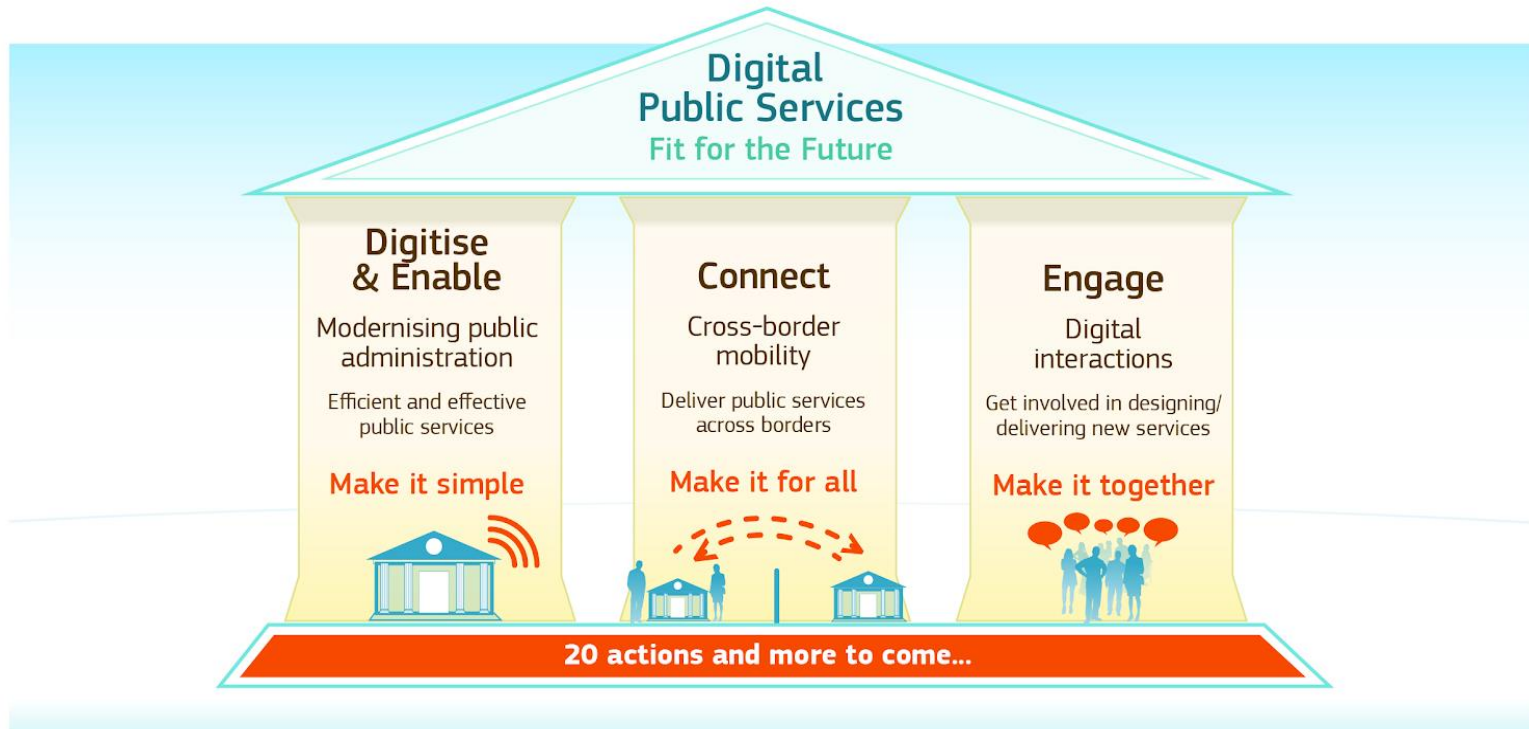 Digital
Public Services
Fit for the Future
Digitise
& Enable
Modernising public
administration
Efficient and effective
public services
Make it simple
Connect
Cross-border
mobility
Deliver public services
across borders
Make it for all
Engage
Digital
interactions
Get involved in designing/
delivering new services
Make it together
20 actions and more to come...